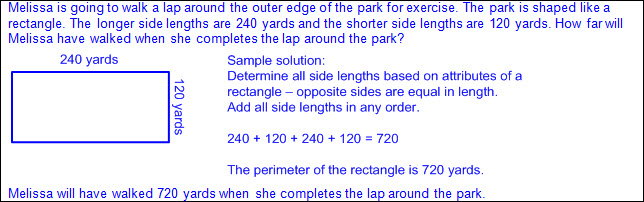 Melissa is going to walk a lap around the outer edge of the park for exercise. The park is shaped like a
rectangle. The longer side lengths are 240 yards and the shorter side lengths are 120 yards. How far will
Melissa have walked when she completes the lap around the park?
240 yards
120 yards
Sample solution:
Determine all side lengths based on attributes of a
rectangle – opposite sides are equal in length.
Add all side lengths in any order.
240 + 120 + 240 + 120 = 720
The perimeter of the rectangle is 720 yards.
Melissa will have walked 720 yards when she completes the lap around the park.